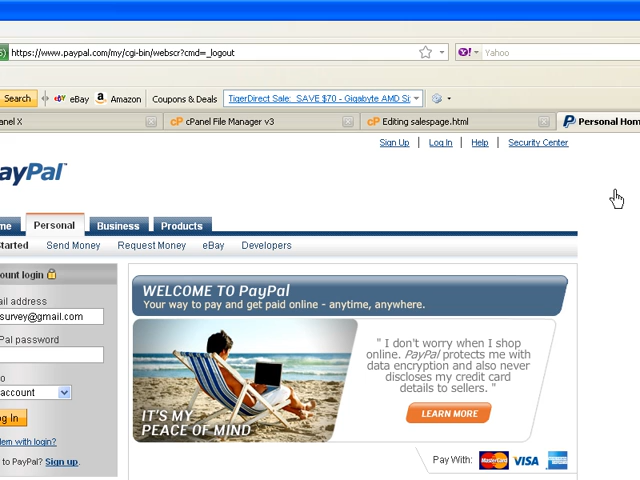 https://www.paypal.com/my/cgi-bin/webscr?cmd=_logout
Yahoo
Search eBay Amazon Coupons & Deals TigerDirect Sale: SAVE $70 - Gigabyte AMD Si
anel X cPanel File Manager v3 Editing salespage.html Personal Hom
Sign Up | Log In | Help | Security Center
ayPal
me Personal Business Products
Started Send Money Request Money eBay Developers
ount login
ail address
survey@gmail.com
Pal password
o
account
g In
lem with login?
to PayPal? Sign up.
WELCOME TO PayPal
Your way to pay and get paid online - anytime, anywhere.
" I don't worry when I shop
online. PayPal protects me with
data encryption and also never
discloses my credit card
details to sellers. "
LEARN MORE
IT'S MY
PEACE OF MIND
Pay With: MasterCard VISA